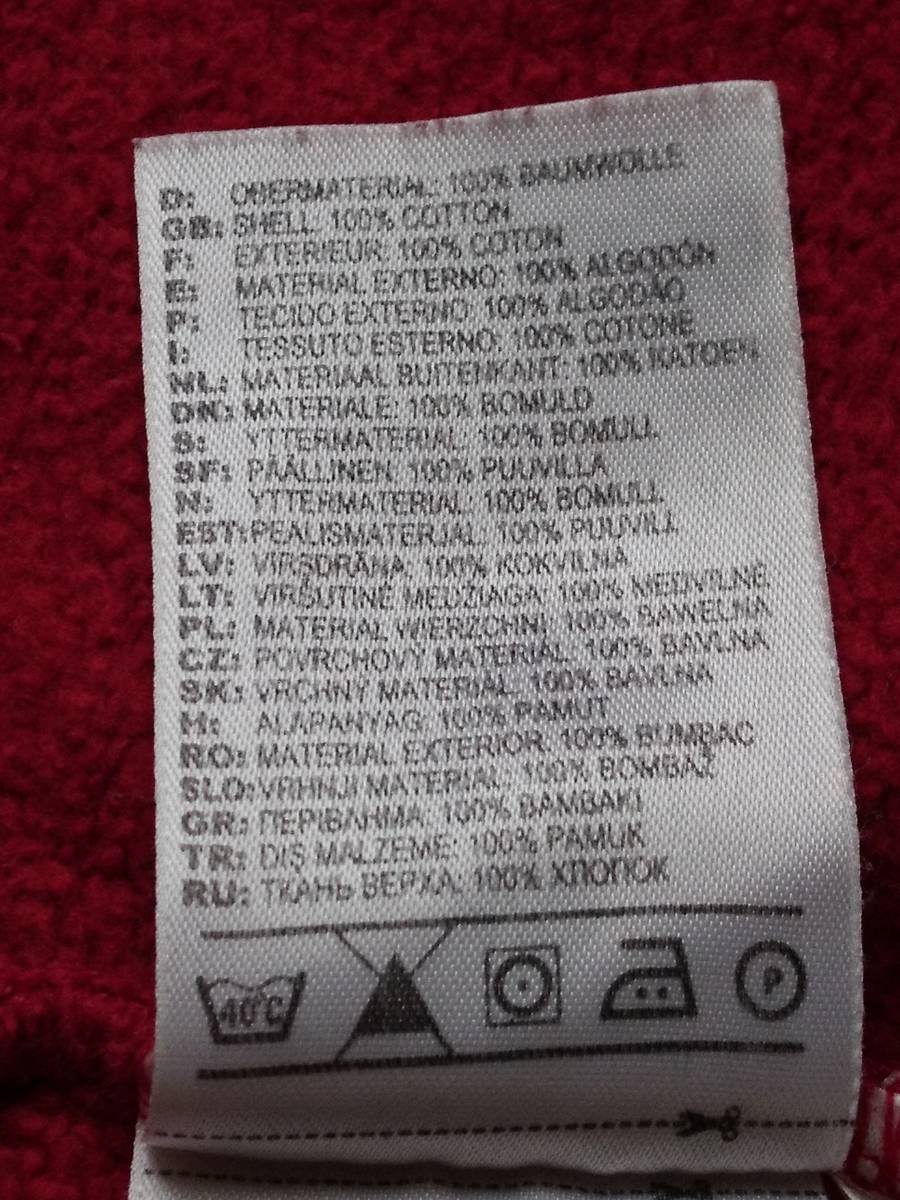 D: OBERMATERIAL: 100% BAUMWOLLE
GB: SHELL: 100% COTTON
F: EXTERIEUR: 100% COTON
E: MATERIAL EXTERNO: 100% ALGODÓN
P: TECIDO EXTERNO: 100% ALGODÃO
I: TESSUTO ESTERNO: 100% COTONE
NL: MATERIAAL BUITENKANT: 100% KATOEN
DK: MATERIALE: 100% BOMULD
S: YTTERMATERIAL: 100% BOMULL
SF: PÄÄLLINEN: 100% PUUVILLA
N: YTTERMATERIAL: 100% BOMULL
EST: PEALISMATERJAL: 100% PUUVILL
LV: VIRSDRĀNA: 100% KOKVILNA
LT: VIRŠUTINĖ MEDŽIAGA: 100% MEDVILNĖ
PL: MATERIAŁ WIERZCHNI: 100% BAWEŁNA
CZ: POVRCHOVÝ MATERIÁL: 100% BAVLNA
SK: VRCHNÝ MATERIÁL: 100% BAVLNA
H: ALAPANYAG: 100% PAMUT
RO: MATERIAL EXTERIOR: 100% BUMBAC
SLO: VRHNJI MATERIAL: 100% BOMBAŽ
GR: ΠΕΡΙΒΛΗΜΑ: 100% ΒΑΜΒΑΚΙ
TR: DIŞ MALZEME: 100% PAMUK
RU: ТКАНЬ ВЕРХА: 100% ХЛОПОК
40°C P